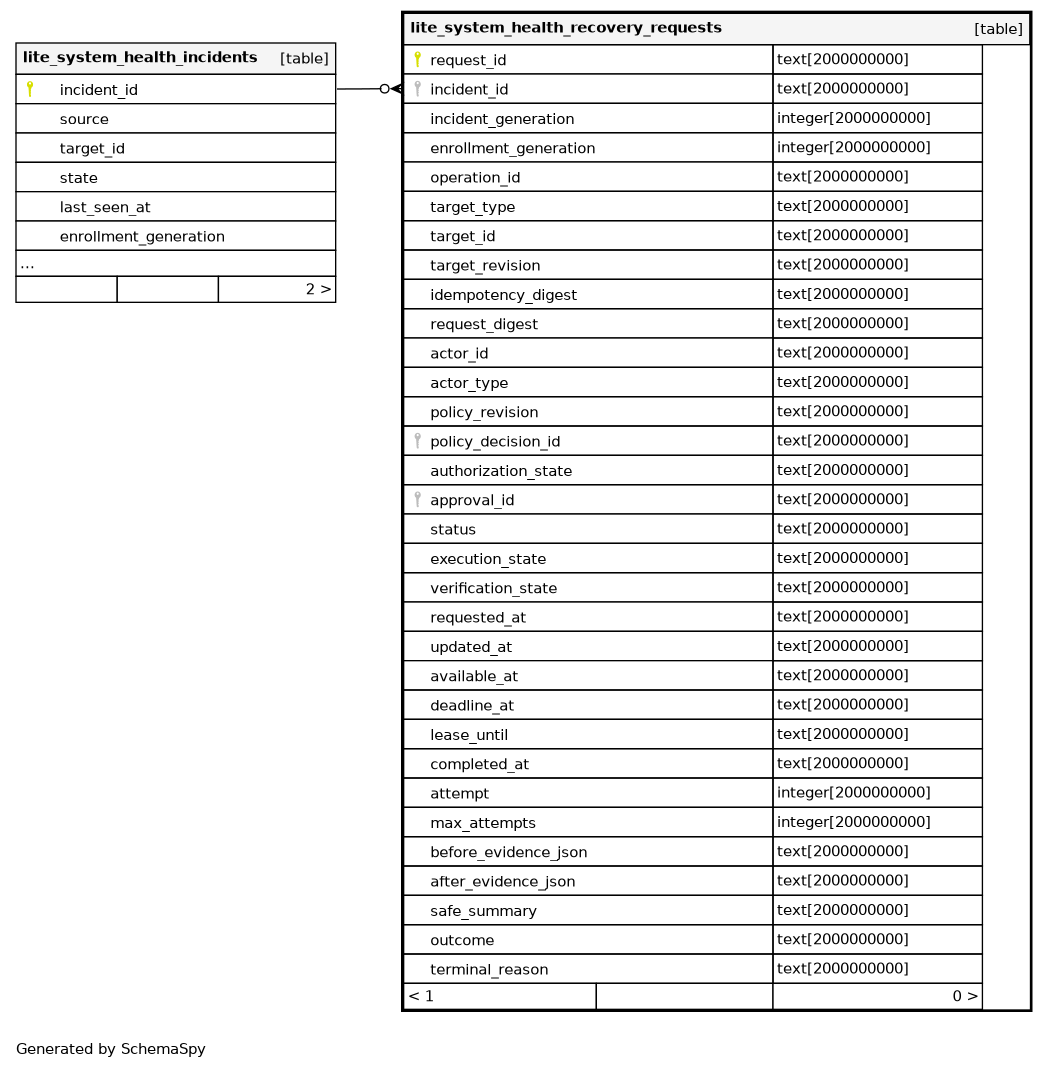 lite_system_health_incidents [table]
incident_id
source
target_id
state
last_seen_at
enrollment_generation
...
2 >
lite_system_health_recovery_requests [table]
request_id text[2000000000]
incident_id text[2000000000]
incident_generation integer[2000000000]
enrollment_generation integer[2000000000]
operation_id text[2000000000]
target_type text[2000000000]
target_id text[2000000000]
target_revision text[2000000000]
idempotency_digest text[2000000000]
request_digest text[2000000000]
actor_id text[2000000000]
actor_type text[2000000000]
policy_revision text[2000000000]
policy_decision_id text[2000000000]
authorization_state text[2000000000]
approval_id text[2000000000]
status text[2000000000]
execution_state text[2000000000]
verification_state text[2000000000]
requested_at text[2000000000]
updated_at text[2000000000]
available_at text[2000000000]
deadline_at text[2000000000]
lease_until text[2000000000]
completed_at text[2000000000]
attempt integer[2000000000]
max_attempts integer[2000000000]
before_evidence_json text[2000000000]
after_evidence_json text[2000000000]
safe_summary text[2000000000]
outcome text[2000000000]
terminal_reason text[2000000000]
< 1 0 >
Generated by SchemaSpy